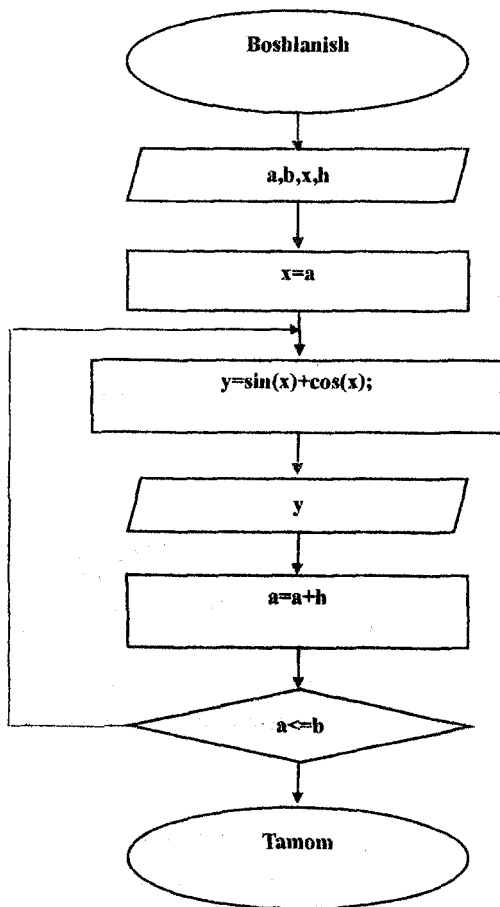 Boshlanish
a,b,x,h
x=a
y=sin(x)+cos(x);
y
a=a+h
a<=b
Tamom